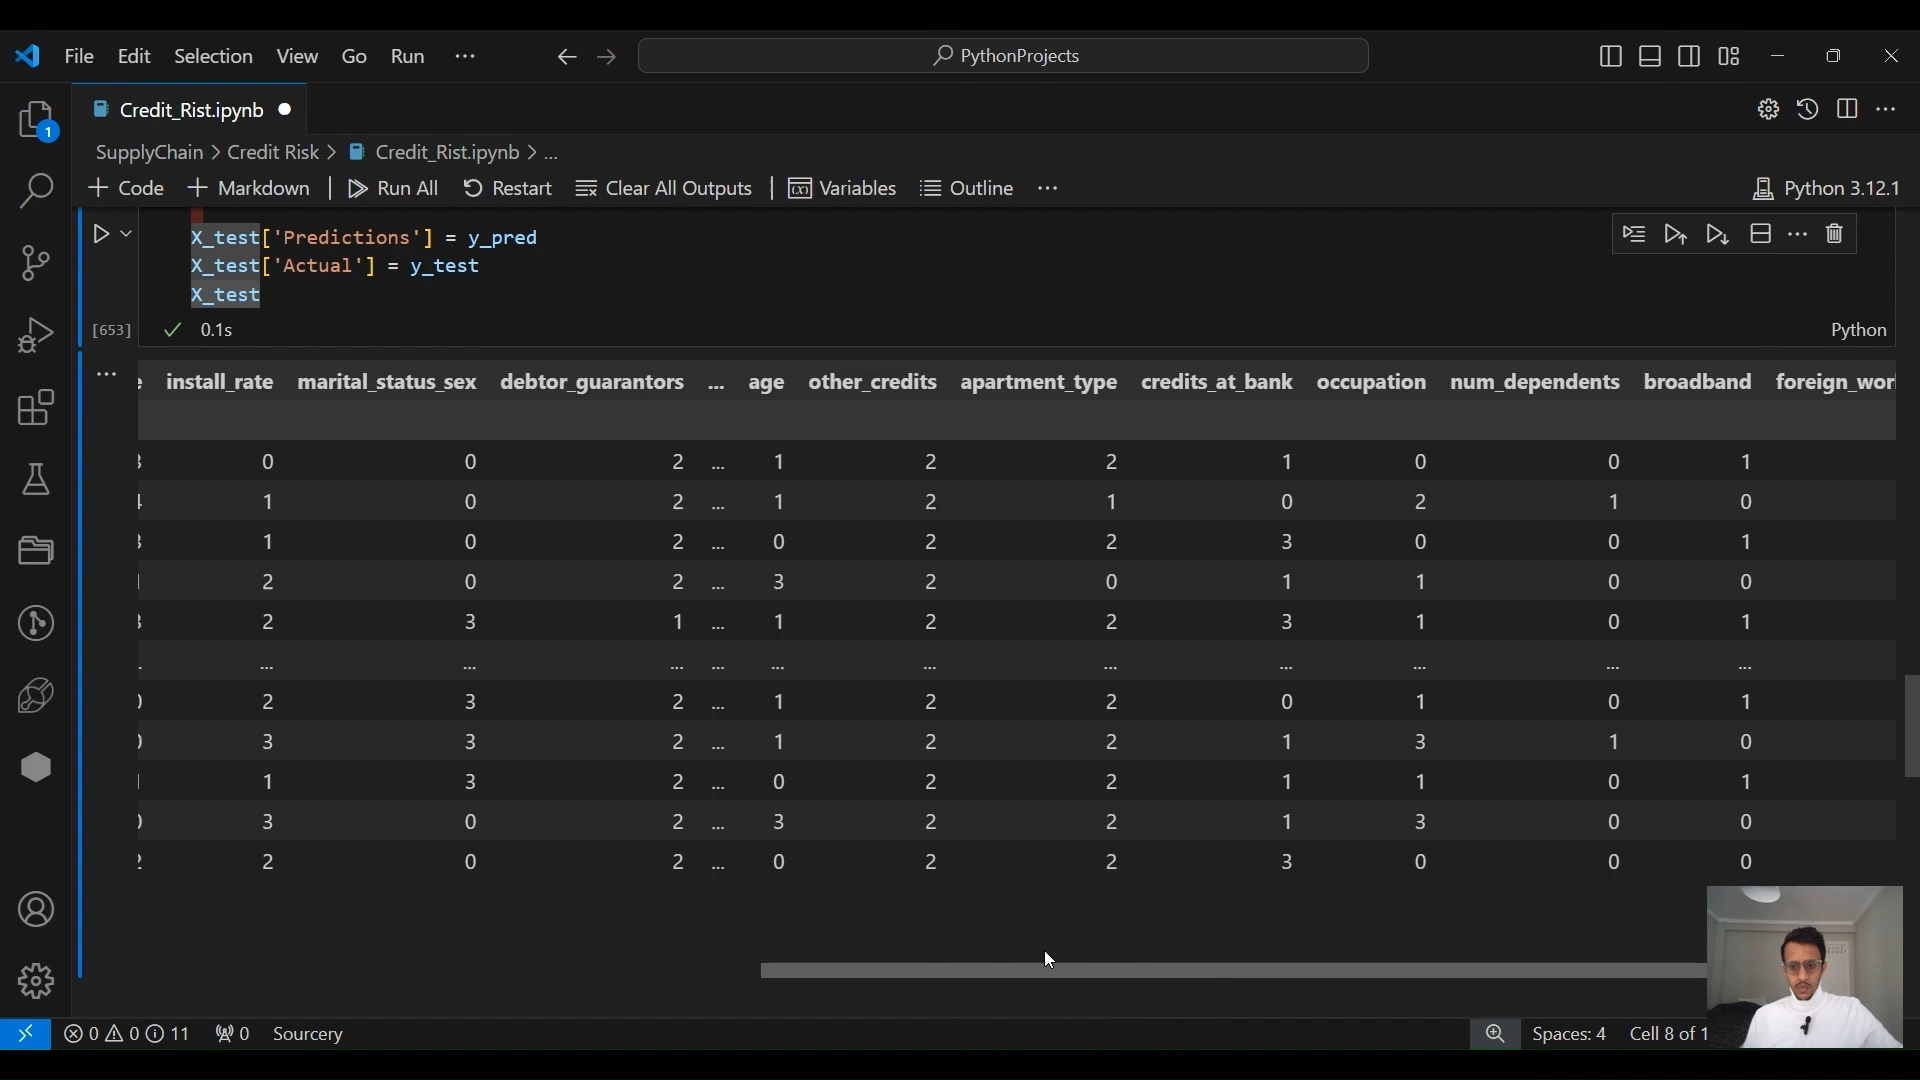 File Edit Selection View Go Run ··· PythonProjects
1 Credit_Rist.ipynb
SupplyChain > Credit Risk > Credit_Rist.ipynb > ...
+ Code + Markdown Run All Restart Clear All Outputs (x) Variables Outline ··· Python 3.12.1
X_test['Predictions'] = y_pred
X_test['Actual'] = y_test
X_test
[653] 0.1s Python
install_rate marital_status_sex debtor_guarantors ... age other_credits apartment_type credits_at_bank occupation num_dependents broadband foreign_wor
0 0 2 ... 1 2 2 1 0 0 1
1 0 2 ... 1 2 1 0 2 1 0
1 0 2 ... 0 2 2 3 0 0 1
2 0 2 ... 3 2 0 1 1 0 0
2 3 1 ... 1 2 2 3 1 0 1
... ... ... ... ... ... ... ... ... ... ...
2 3 2 ... 1 2 2 0 1 0 1
3 3 2 ... 1 2 2 1 3 1 0
1 3 2 ... 0 2 2 1 1 0 1
3 0 2 ... 3 2 2 1 3 0 0
2 0 2 ... 0 2 2 3 0 0 0
0 0 11 0 Sourcery Spaces: 4 Cell 8 of 1